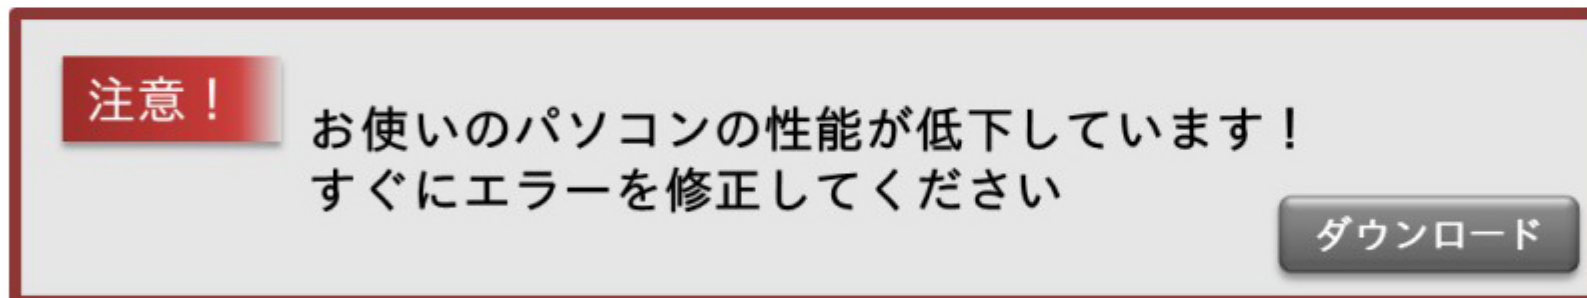 注意！
お使いのパソコンの性能が低下しています！
すぐにエラーを修正してください
ダウンロード